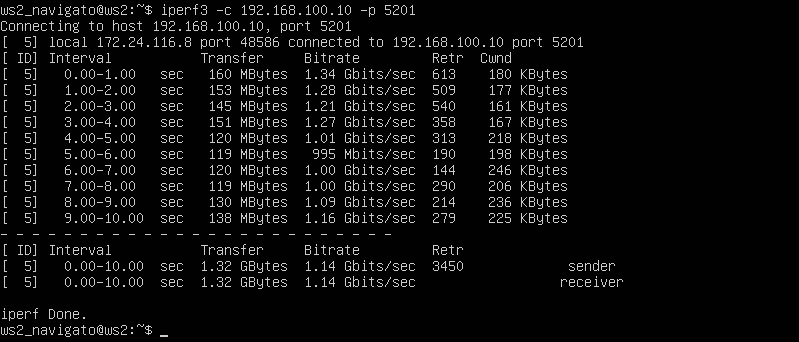 ws2_navigato@ws2:~$ iperf3 -c 192.168.100.10 -p 5201
Connecting to host 192.168.100.10, port 5201
[  5] local 172.24.116.8 port 48586 connected to 192.168.100.10 port 5201
[ ID] Interval           Transfer     Bitrate         Retr  Cwnd
[  5]   0.00-1.00   sec   160 MBytes  1.34 Gbits/sec  613    180 KBytes
[  5]   1.00-2.00   sec   153 MBytes  1.28 Gbits/sec  509    177 KBytes
[  5]   2.00-3.00   sec   145 MBytes  1.21 Gbits/sec  540    161 KBytes
[  5]   3.00-4.00   sec   151 MBytes  1.27 Gbits/sec  358    167 KBytes
[  5]   4.00-5.00   sec   120 MBytes  1.01 Gbits/sec  313    218 KBytes
[  5]   5.00-6.00   sec   119 MBytes   995 Mbits/sec  190    198 KBytes
[  5]   6.00-7.00   sec   120 MBytes  1.00 Gbits/sec  144    246 KBytes
[  5]   7.00-8.00   sec   119 MBytes  1.00 Gbits/sec  290    206 KBytes
[  5]   8.00-9.00   sec   130 MBytes  1.09 Gbits/sec  214    236 KBytes
[  5]   9.00-10.00  sec   138 MBytes  1.16 Gbits/sec  279    225 KBytes
- - - - - - - - - - - - - - - - - - - - - - - - -
[ ID] Interval           Transfer     Bitrate         Retr
[  5]   0.00-10.00  sec  1.32 GBytes  1.14 Gbits/sec  3450             sender
[  5]   0.00-10.00  sec  1.32 GBytes  1.14 Gbits/sec                  receiver
iperf Done.
ws2_navigato@ws2:~$ _